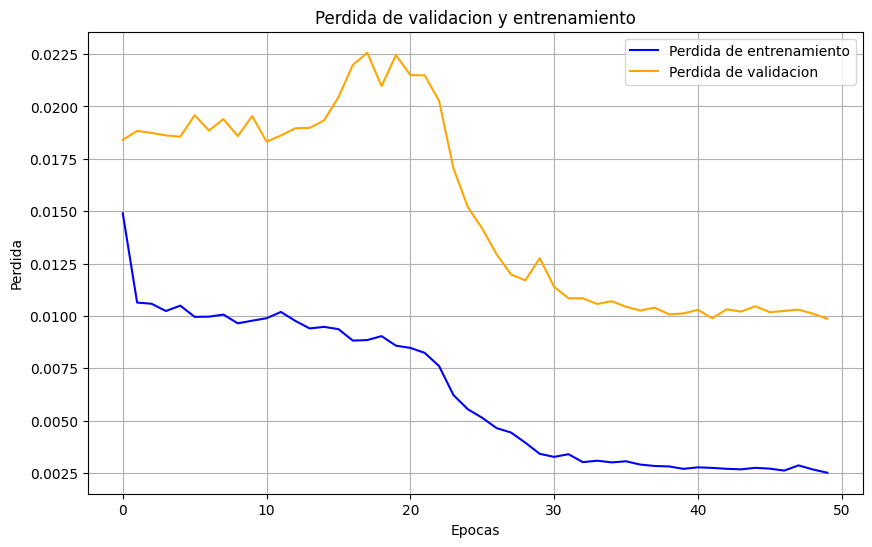 Perdida de validacion y entrenamiento
Perdida de entrenamiento
Perdida de validacion
Perdida
0.0225
0.0200
0.0175
0.0150
0.0125
0.0100
0.0075
0.0050
0.0025
0 10 20 30 40 50
Epocas